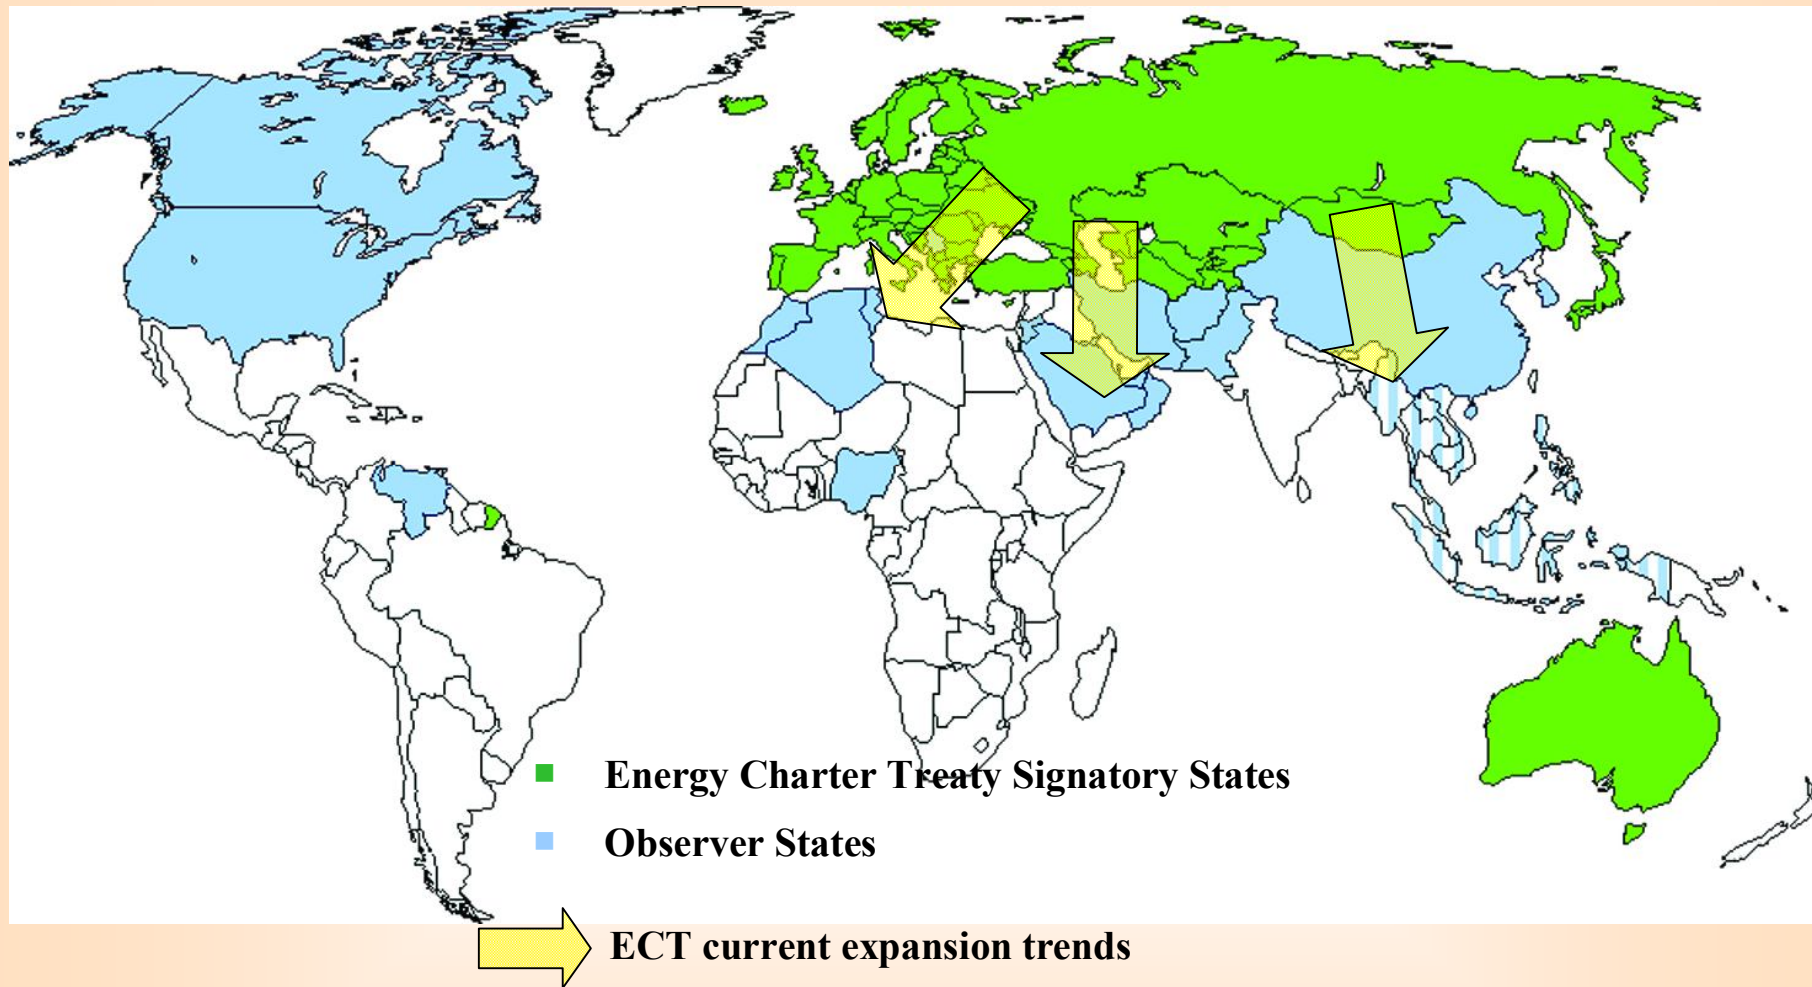 Energy Charter Treaty Signatory States
Observer States
ECT current expansion trends